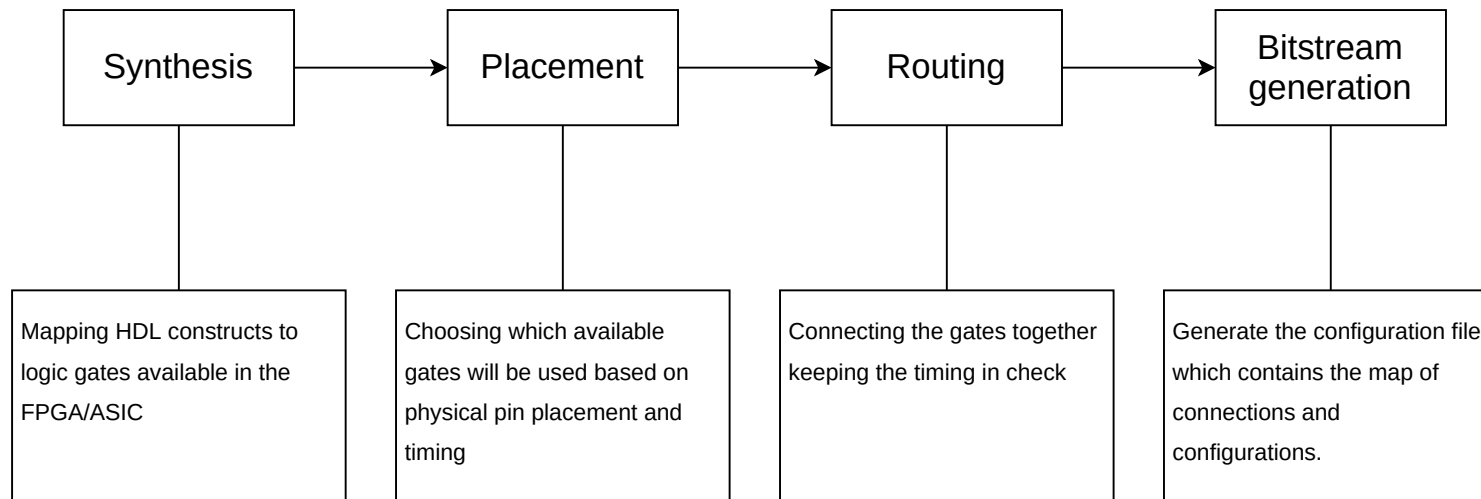 Synthesis
Placement
Routing
Bitstream
generation
Mapping HDL constructs to
logic gates available in the
FPGA/ASIC
Choosing which available
gates will be used based on
physical pin placement and
timing
Connecting the gates together
keeping the timing in check
Generate the configuration file
which contains the map of
connections and
configurations.